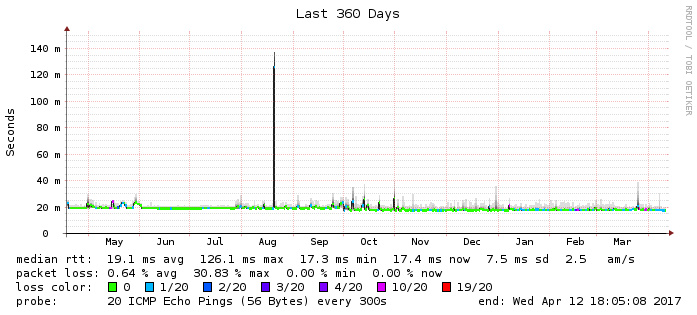 Last 360 Days
RRDTOOL / TOBI OETIKER
Seconds
140 m
120 m
100 m
80 m
60 m
40 m
20 m
0
May Jun Jul Aug Sep Oct Nov Dec Jan Feb Mar
median rtt: 19.1 ms avg 126.1 ms max 17.3 ms min 17.4 ms now 7.5 ms sd 2.5 am/s
packet loss: 0.64 % avg 30.83 % max 0.00 % min 0.00 % now
loss color: 0 1/20 2/20 3/20 4/20 10/20 19/20
probe: 20 ICMP Echo Pings (56 Bytes) every 300s end: Wed Apr 12 18:05:08 2017